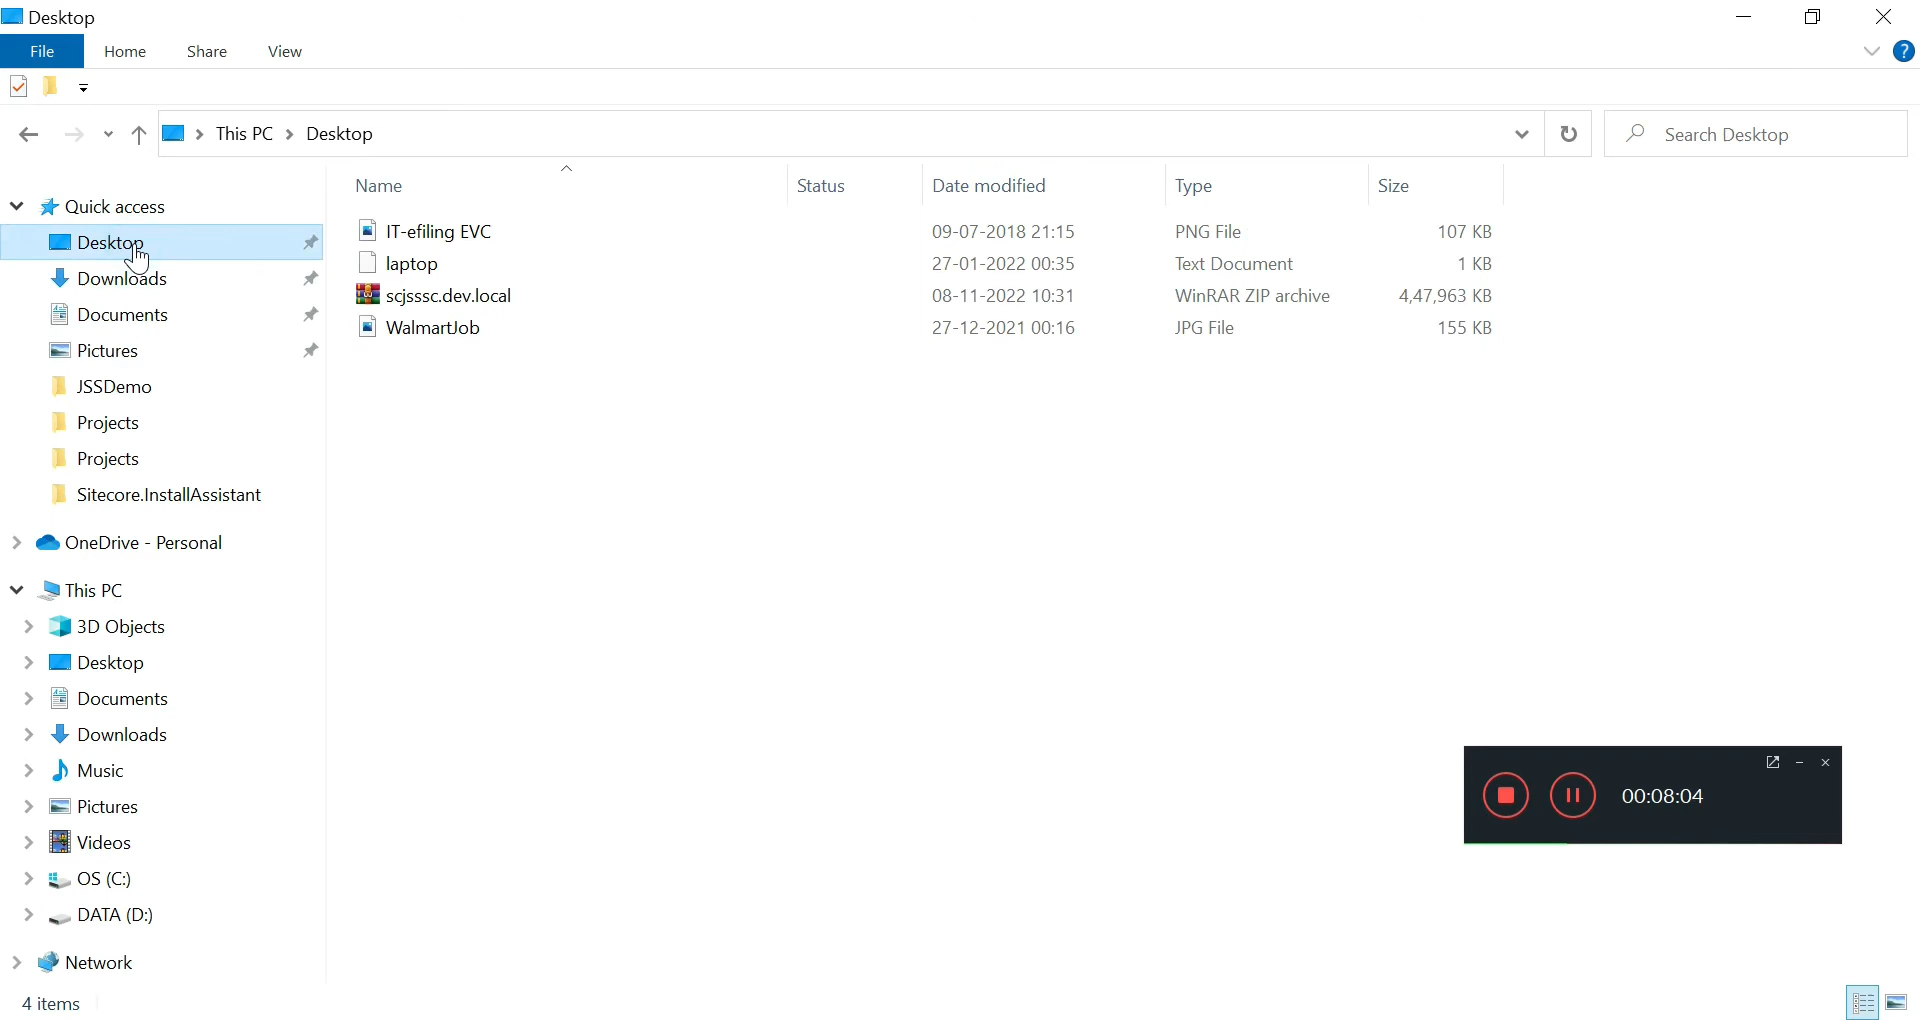 Desktop
File Home Share View
?
This PC Desktop
Search Desktop
Name Status Date modified Type Size
IT-efiling EVC 09-07-2018 21:15 PNG File 107 KB
laptop 27-01-2022 00:35 Text Document 1 KB
scjsssc.dev.local 08-11-2022 10:31 WinRAR ZIP archive 4,47,963 KB
WalmartJob 27-12-2021 00:16 JPG File 155 KB
Quick access
Desktop
Downloads
Documents
Pictures
JSSDemo
Projects
Projects
Sitecore.InstallAssistant
OneDrive - Personal
This PC
3D Objects
Desktop
Documents
Downloads
Music
Pictures
Videos
OS (C:)
DATA (D:)
Network
00:08:04
4 items